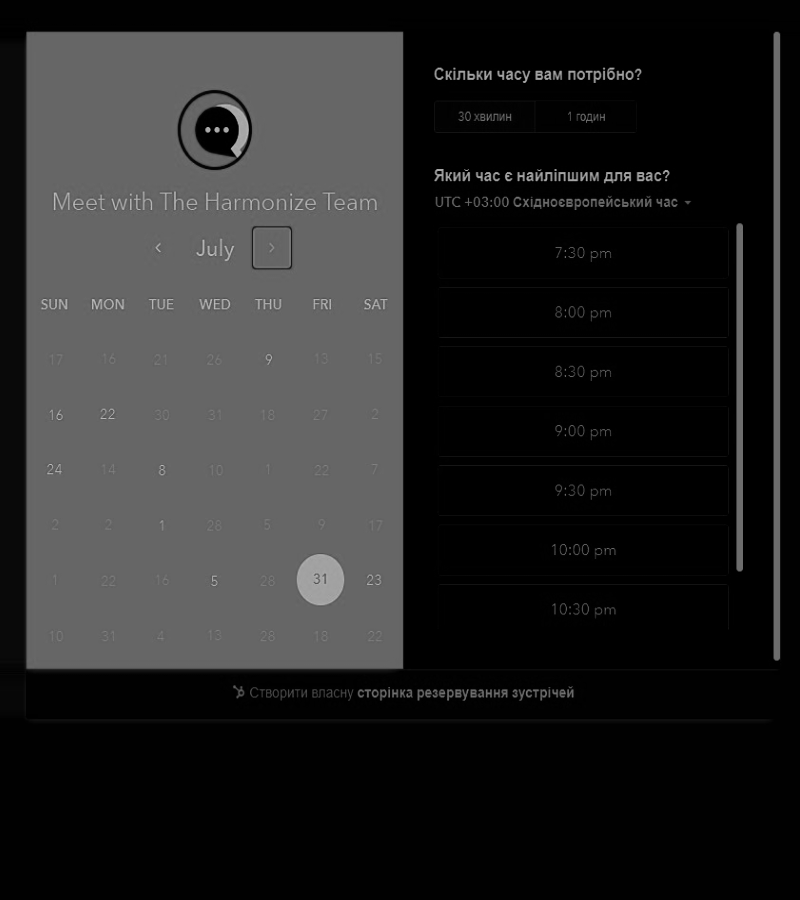 Meet with The Harmonize Team
July
SUN MON TUE WED THU FRI SAT
17 16 21 26 9 13 15
16 22 30 31 18 27 2
24 14 8 10 1 22 7
2 2 1 28 5 9 17
1 22 16 5 28 31 23
10 31 4 13 28 18 22
Скільки часу вам потрібно?
30 хвилин 1 годин
Який час є найліпшим для вас?
UTC +03:00 Східноєвропейський час
7:30 pm
8:00 pm
8:30 pm
9:00 pm
9:30 pm
10:00 pm
10:30 pm
Створити власну сторінка резервування зустрічей